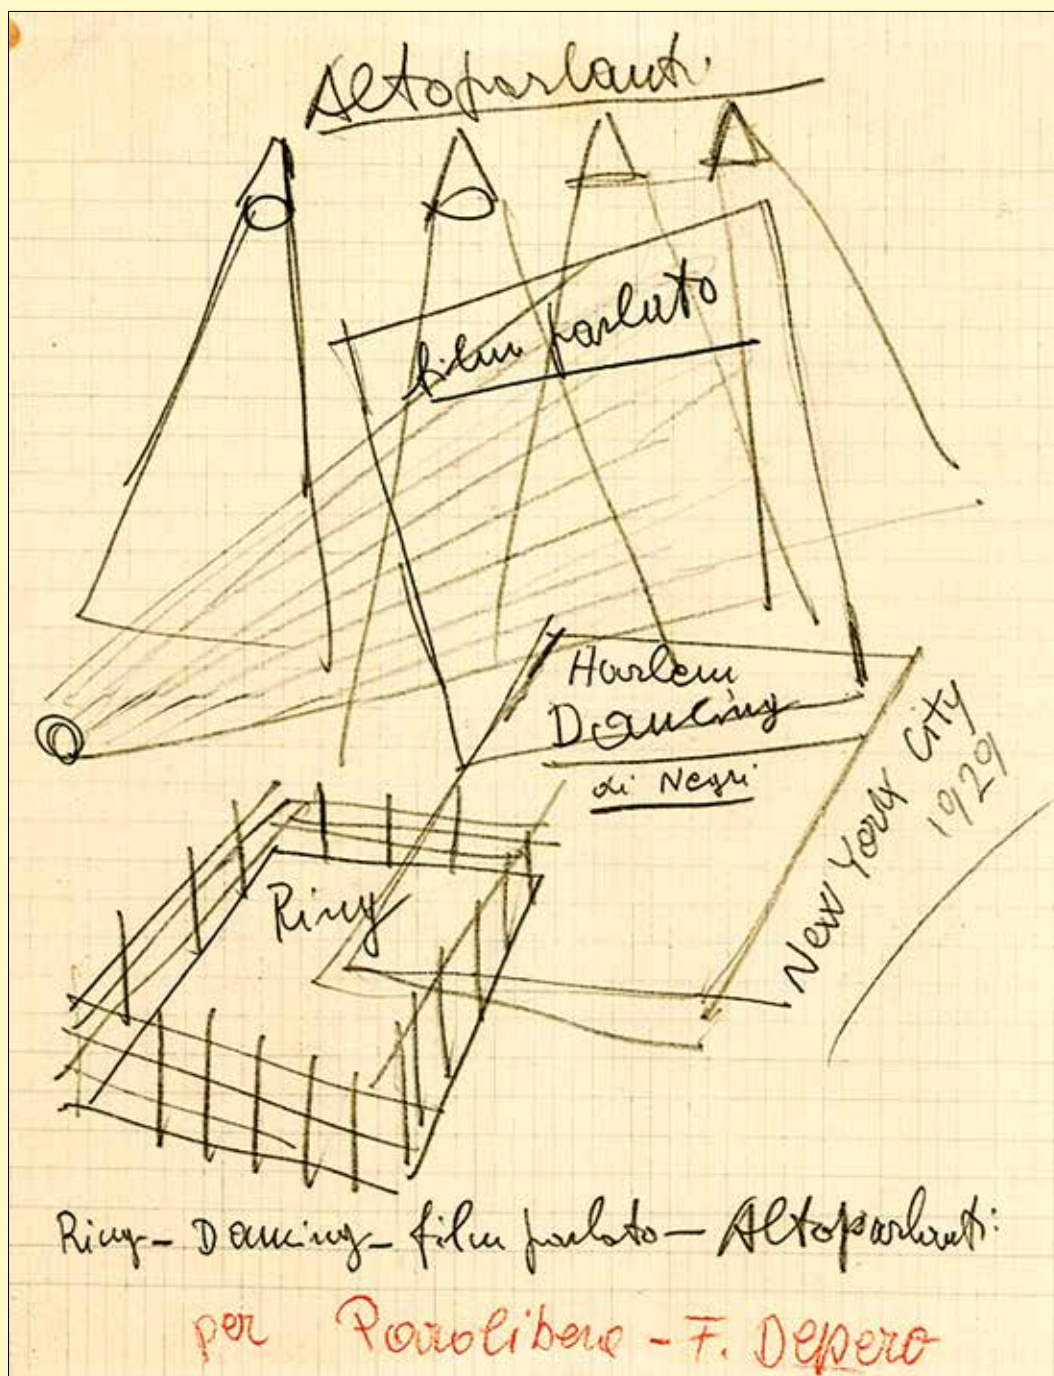 Altoparlanti
film parlato
Harlem
Dancing
di Negri
New York City
1929
Ring
Ring - Dancing - film parlato - Altoparlanti:
per Parolibera - F. Depero